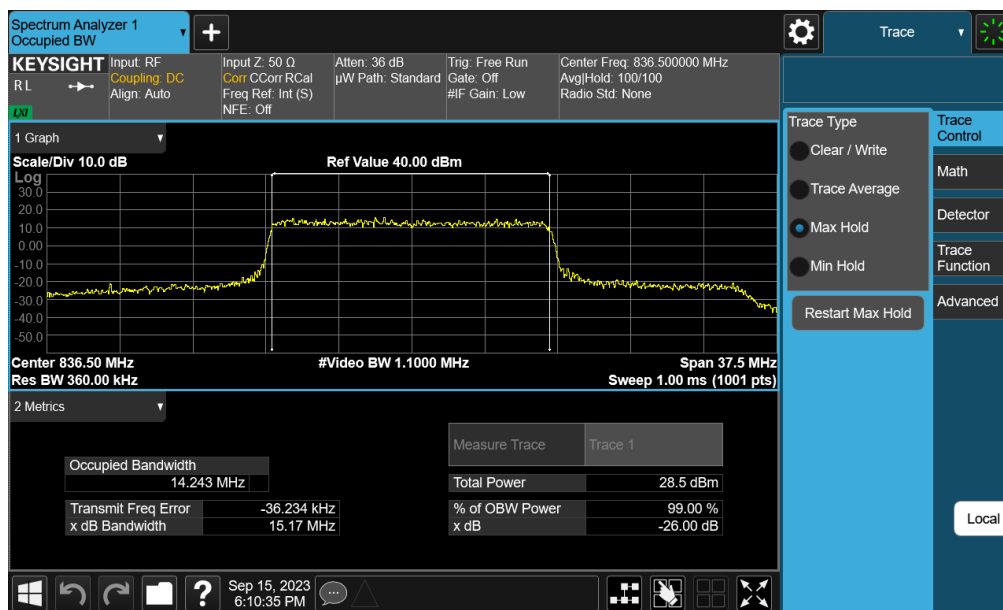 Spectrum Analyzer 1
Occupied BW
+
Trace
KEYSIGHT
R L
LXI
Input: RF
Coupling: DC
Align: Auto
Input Z: 50 Ω
Corr CCorr RCal
Freq Ref: Int (S)
NFE: Off
Atten: 36 dB
µW Path: Standard
Trig: Free Run
Gate: Off
#IF Gain: Low
Center Freq: 836.500000 MHz
Avg|Hold: 100/100
Radio Std: None
1 Graph
Scale/Div 10.0 dB
Ref Value 40.00 dBm
Log
30.0
20.0
10.0
0.00
-10.0
-20.0
-30.0
-40.0
-50.0
Center 836.50 MHz
#Video BW 1.1000 MHz
Span 37.5 MHz
Res BW 360.00 kHz
Sweep 1.00 ms (1001 pts)
2 Metrics
Measure Trace
Trace 1
Occupied Bandwidth
14.243 MHz
Total Power
28.5 dBm
Transmit Freq Error
-36.234 kHz
% of OBW Power
99.00 %
x dB Bandwidth
15.17 MHz
x dB
-26.00 dB
Trace Type
Clear / Write
Trace Average
Max Hold
Min Hold
Restart Max Hold
Trace
Control
Math
Detector
Trace
Function
Advanced
Local
?
Sep 15, 2023
6:10:35 PM